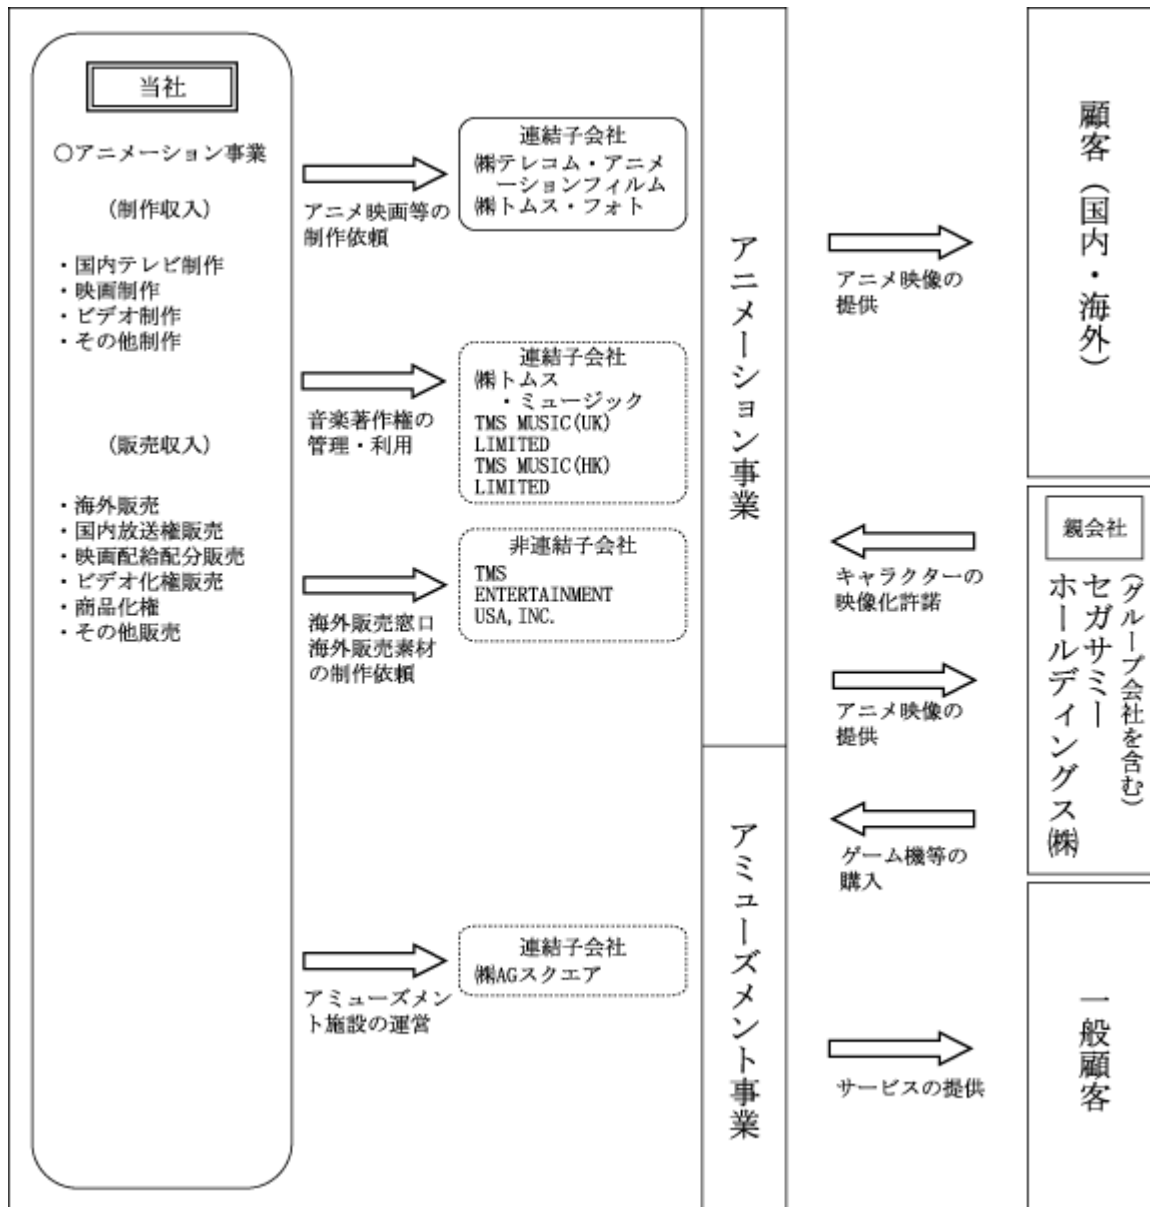 当社
○アニメーション事業
(制作収入)
・国内テレビ制作
・映画制作
・ビデオ制作
・その他制作
(販売収入)
・海外販売
・国内放送権販売
・映画配給配分販売
・ビデオ化権販売
・商品化権
・その他販売
アニメ映画等の
制作依頼
連結子会社
㈱テレコム・アニメ
ーションフィルム
㈱トムス・フォト
音楽著作権の
管理・利用
連結子会社
㈱トムス
・ミュージック
TMS MUSIC(UK)
LIMITED
TMS MUSIC(HK)
LIMITED
海外販売窓口
海外販売素材
の制作依頼
非連結子会社
TMS
ENTERTAINMENT
USA,INC.
アミューズメン
ト施設の運営
連結子会社
㈱AGスクエア
アニメーション事業
アミューズメント事業
アニメ映像の
提供
キャラクターの
映像化許諾
アニメ映像の
提供
ゲーム機等の
購入
サービスの提供
顧客(国内・海外)
親会社
(グループ会社を含む)
セガサミー
ホールディングス㈱
一般顧客